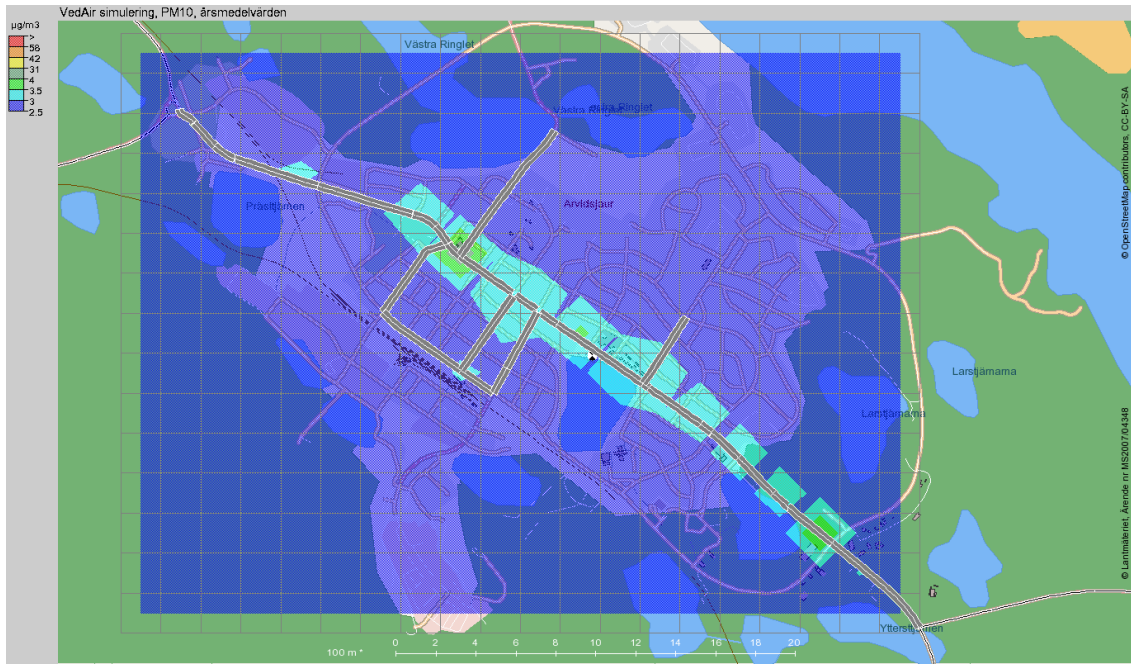 VedAir simulering, PM10, årsmedelvärden
µg/m3
>
56
42
31
4
3.5
3
2.5
Västra Ringlet
Västra Ringlet
Prästtjärnen
Arvidsjaur
Larstjärnarna
Larstjärnarna
Yttersttjärnen
100 m *
0 2 4 6 8 10 12 14 16 18 20
© OpenStreetMap contributors, CC-BY-SA
© Lantmäteriet, Ärende nr MS2007/04348